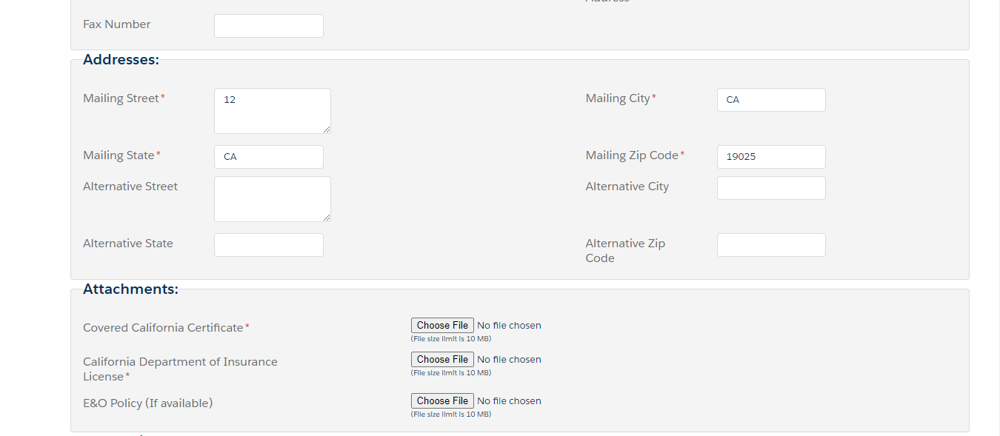 Fax Number
Addresses:
Mailing Street*
12
Mailing City*
CA
Mailing State*
CA
Mailing Zip Code*
19025
Alternative Street
Alternative City
Alternative State
Alternative Zip
Code
Attachments:
Covered California Certificate*
Choose File No file chosen
(File size limit is 10 MB)
California Department of Insurance
License*
Choose File No file chosen
(File size limit is 10 MB)
E&O Policy (If available)
Choose File No file chosen
(File size limit is 10 MB)